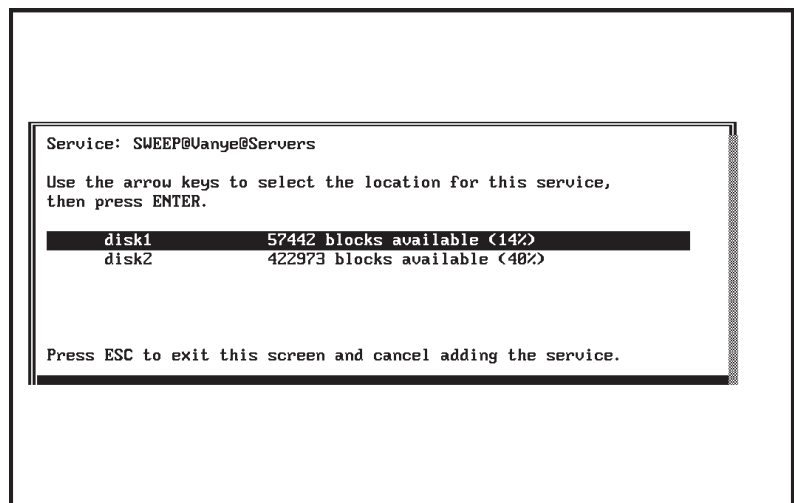 Service: SWEEP@Vanye@Servers
Use the arrow keys to select the location for this service,
then press ENTER.
disk1 57442 blocks available (14%)
disk2 422973 blocks available (40%)
Press ESC to exit this screen and cancel adding the service.